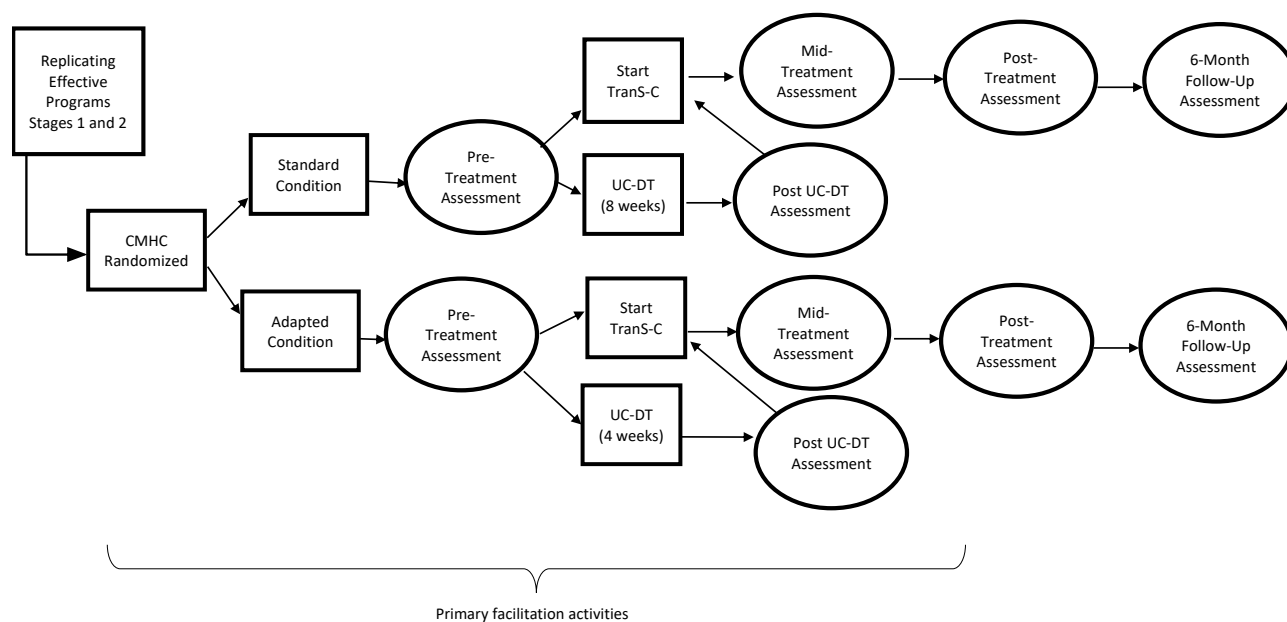 Replicating
Effective
Programs
Stages 1 and 2
CMHC
Randomized
Standard
Condition
Pre-
Treatment
Assessment
Start
TranS-C
UC-DT
(8 weeks)
Mid-
Treatment
Assessment
Post UC-DT
Assessment
Post-
Treatment
Assessment
6-Month
Follow-Up
Assessment
Adapted
Condition
Pre-
Treatment
Assessment
Start
TranS-C
UC-DT
(4 weeks)
Mid-
Treatment
Assessment
Post UC-DT
Assessment
Post-
Treatment
Assessment
6-Month
Follow-Up
Assessment
Primary facilitation activities